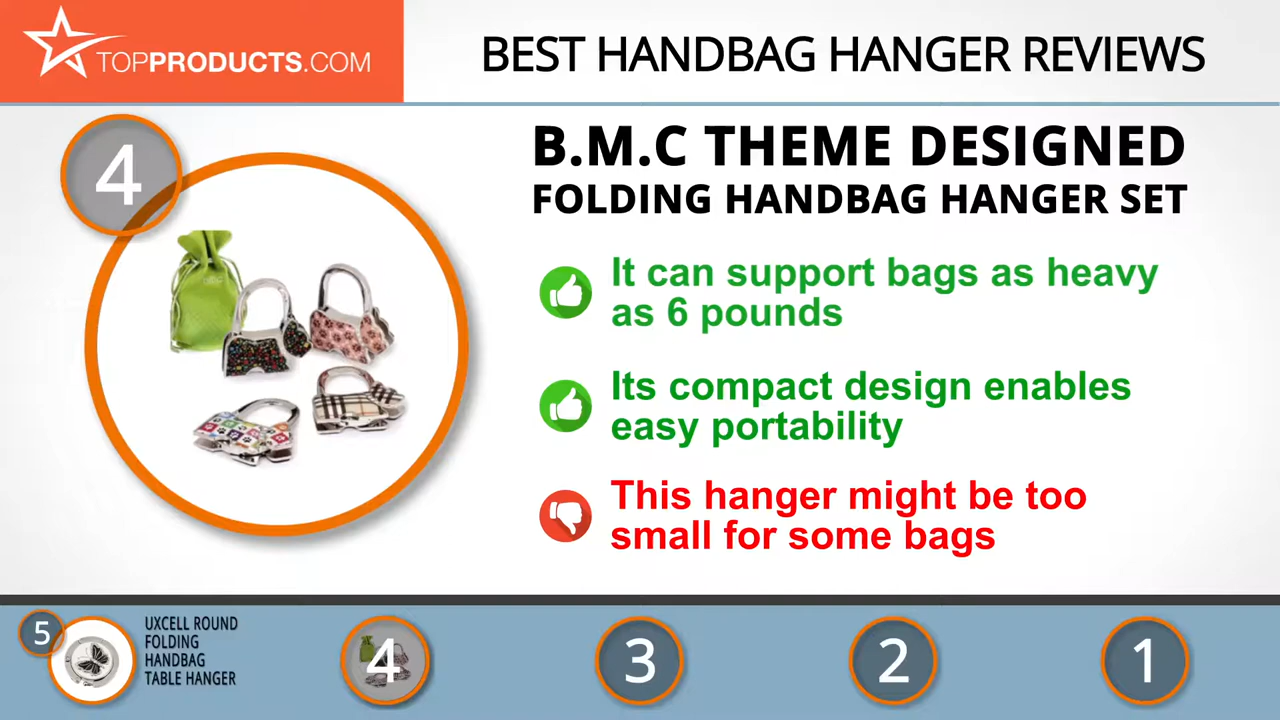 TOPPRODUCTS.COM
BEST HANDBAG HANGER REVIEWS
4
B.M.C THEME DESIGNED
FOLDING HANDBAG HANGER SET
It can support bags as heavy
as 6 pounds
Its compact design enables
easy portability
This hanger might be too
small for some bags
5
UXCELL ROUND
FOLDING
HANDBAG
TABLE HANGER
4
3
2
1